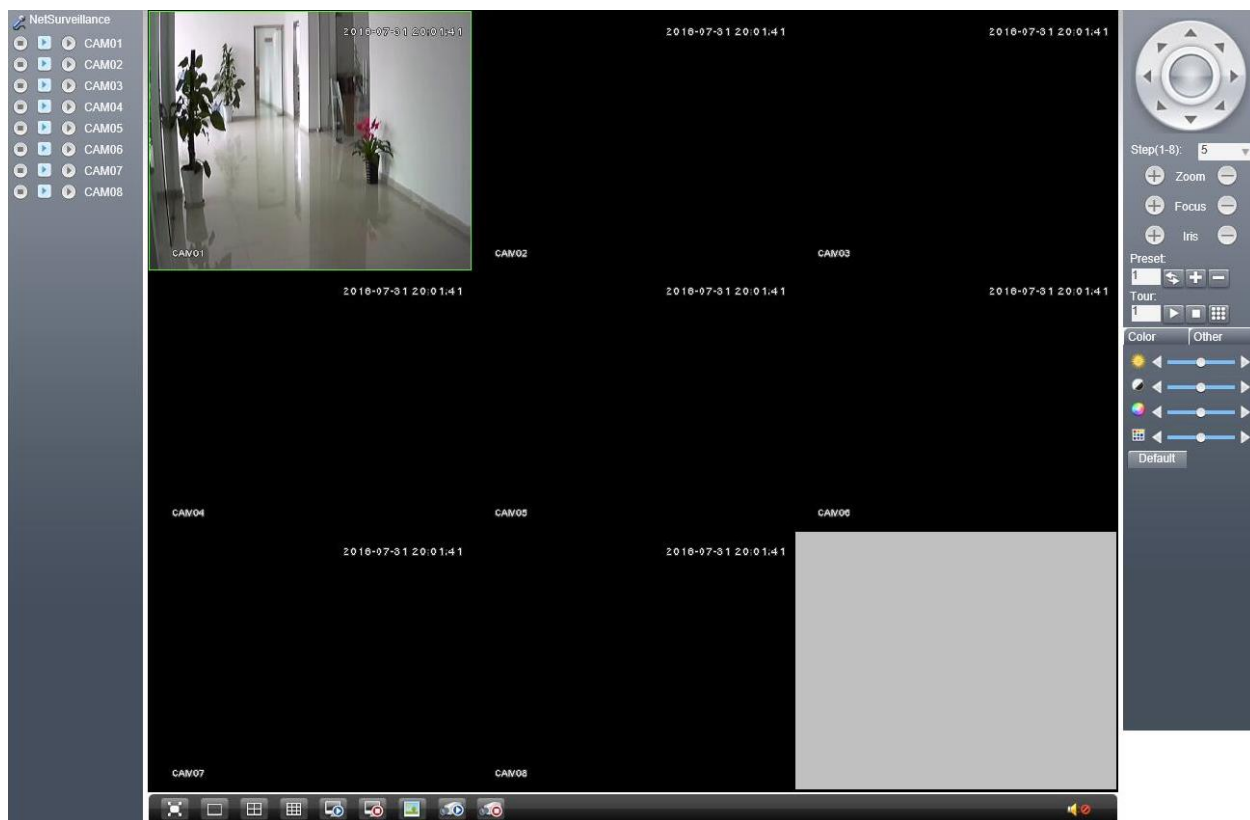 NetSurveillance
CAM01
CAM02
CAM03
CAM04
CAM05
CAM06
CAM07
CAM08
2016-07-31 20:01:41
CAM01
2016-07-31 20:01:41
CAM02
2016-07-31 20:01:41
CAM03
2016-07-31 20:01:41
CAM04
2016-07-31 20:01:41
CAM05
2016-07-31 20:01:41
CAM06
2016-07-31 20:01:41
CAM07
2016-07-31 20:01:41
CAM08
Step(1-8): 5
Zoom
Focus
Iris
Preset:
1
Tour:
1
Color Other
Default